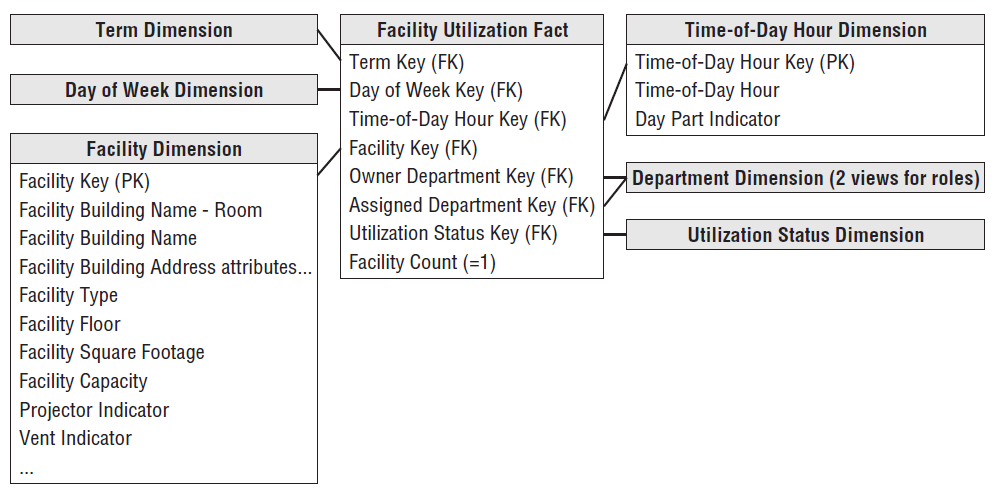 Term Dimension
Day of Week Dimension
Facility Dimension
Facility Key (PK)
Facility Building Name - Room
Facility Building Name
Facility Building Address attributes...
Facility Type
Facility Floor
Facility Square Footage
Facility Capacity
Projector Indicator
Vent Indicator
...
Facility Utilization Fact
Term Key (FK)
Day of Week Key (FK)
Time-of-Day Hour Key (FK)
Facility Key (FK)
Owner Department Key (FK)
Assigned Department Key (FK)
Utilization Status Key (FK)
Facility Count (=1)
Time-of-Day Hour Dimension
Time-of-Day Hour Key (PK)
Time-of-Day Hour
Day Part Indicator
Department Dimension (2 views for roles)
Utilization Status Dimension